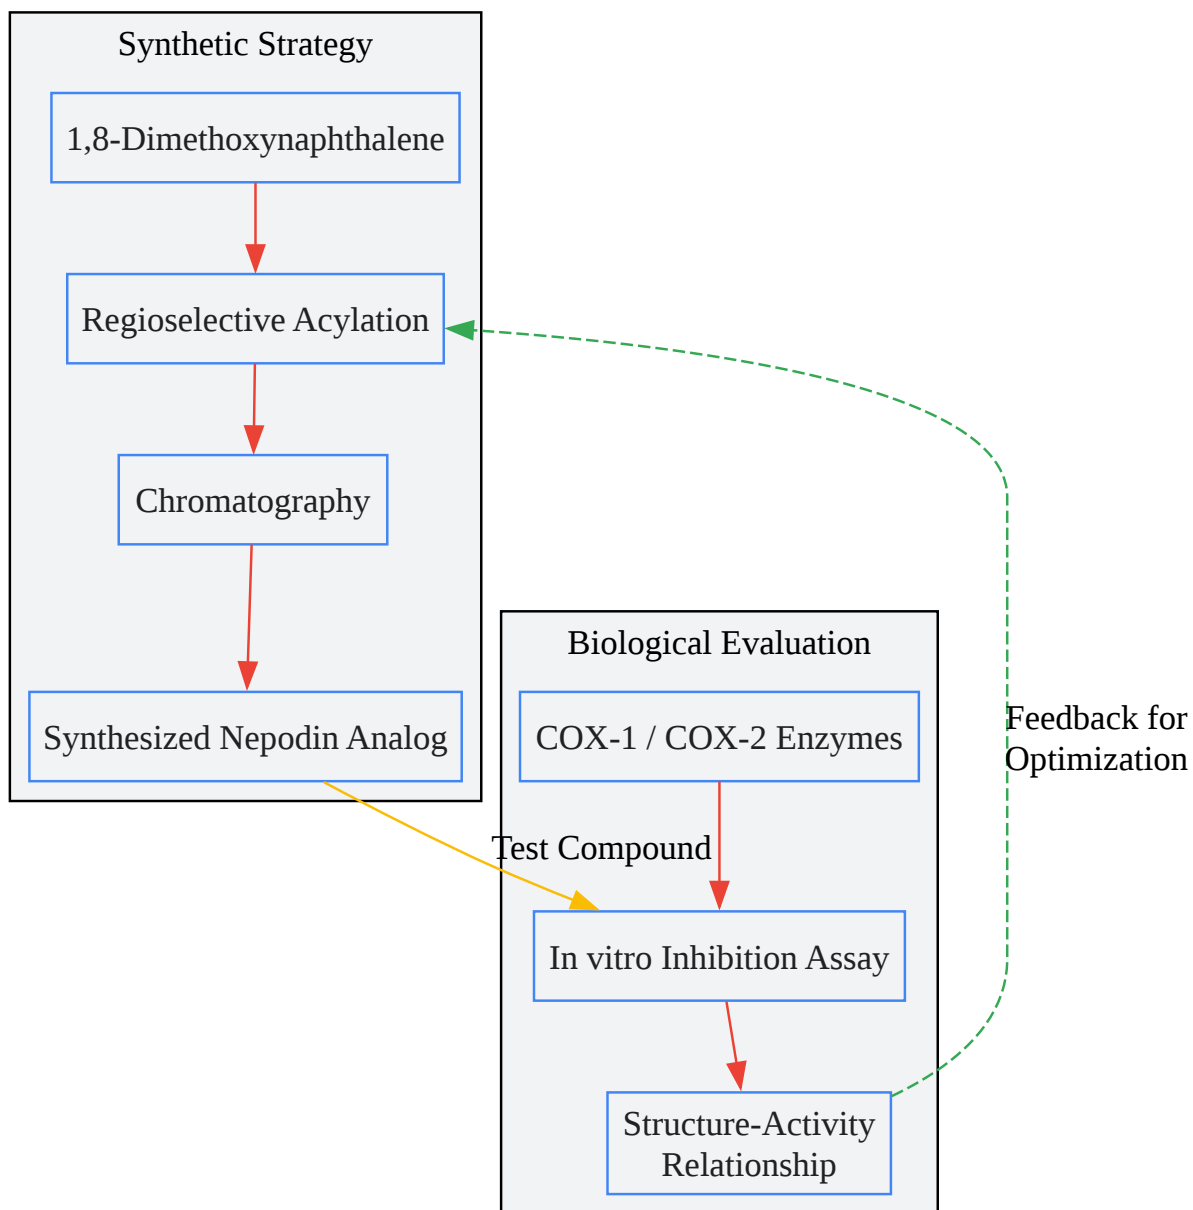 Synthetic Strategy
1,8-Dimethoxynaphthalene
Regioselective Acylation
Chromatography
Synthesized Nepodin Analog
Biological Evaluation
COX-1 / COX-2 Enzymes
Feedback for
Optimization
Test Compound
In vitro Inhibition Assay
Structure-Activity
Relationship